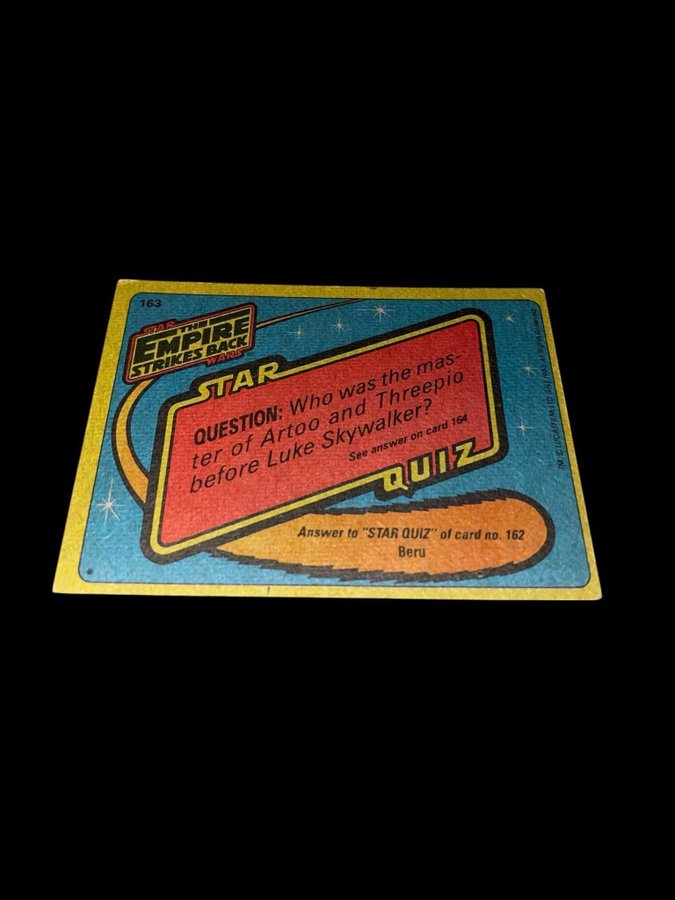 163
STAR
THE
EMPIRE
STRIKES BACK
WARS
STAR
QUESTION: Who was the mas-
ter of Artoo and Threepio
before Luke Skywalker?
See answer on card 164
QUIZ
Answer to "STAR QUIZ" of card no. 162
Beru
*